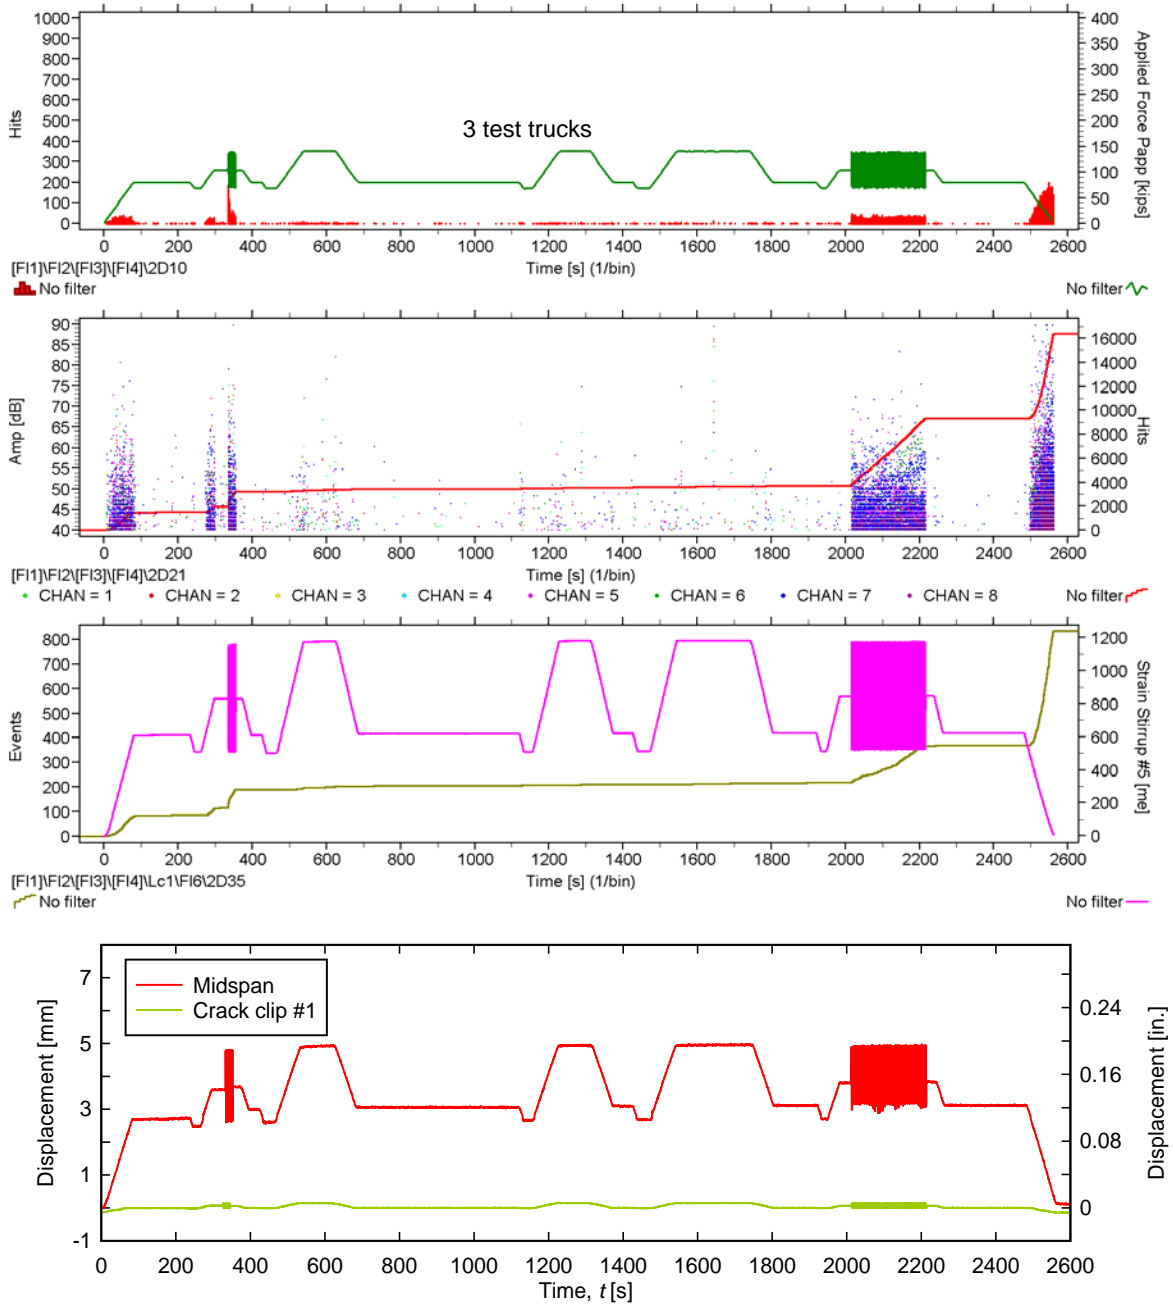 1000
900
800
700
600
500
400
300
200
100
0
Hits
400
350
300
250
200
150
100
50
0
Applied Force Papp [kips]
3 test trucks
0 200 400 600 800 1000 1200 1400 1600 1800 2000 2200 2400 2600
Time [s] (1/bin)
[FI1]\FI2\[FI3]\[FI4]\2D10
No filter No filter
90
85
80
75
70
65
60
55
50
45
40
Amp [dB]
16000
14000
12000
10000
8000
6000
4000
2000
0
Hits
0 200 400 600 800 1000 1200 1400 1600 1800 2000 2200 2400 2600
Time [s] (1/bin)
[FI1]\FI2\[FI3]\[FI4]\2D21
CHAN = 1 CHAN = 2 CHAN = 3 CHAN = 4 CHAN = 5 CHAN = 6 CHAN = 7 CHAN = 8 No filter
800
700
600
500
400
300
200
100
0
Events
1200
1000
800
600
400
200
0
Strain Stirrup #5 [me]
0 200 400 600 800 1000 1200 1400 1600 1800 2000 2200 2400 2600
Time [s] (1/bin)
[FI1]\FI2\[FI3]\[FI4]\Lc1\FI6\2D35
No filter No filter
Midspan
Crack clip #1
7
5
3
1
-1
Displacement [mm]
0.24
0.16
0.08
0
Displacement [in.]
0 200 400 600 800 1000 1200 1400 1600 1800 2000 2200 2400 2600
Time, t [s]